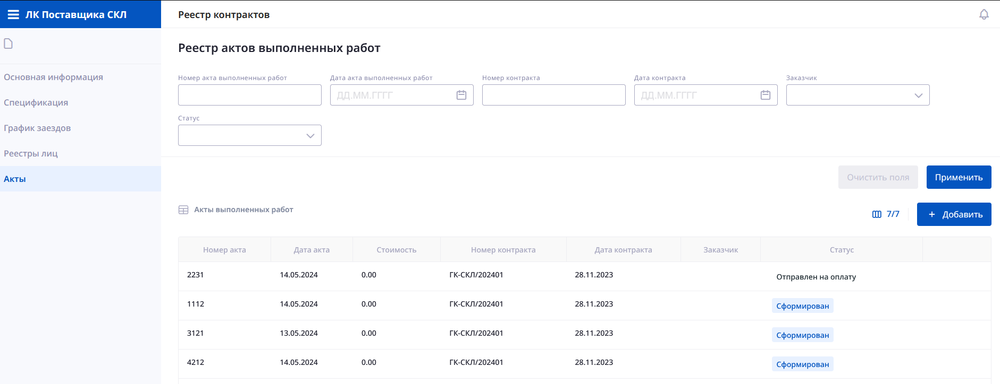 ЛК Поставщика СКЛ
Реестр контрактов
Основная информация
Спецификация
График заездов
Реестры лиц
Акты
Реестр актов выполненных работ
Номер акта выполненных работ Дата акта выполненных работ Номер контракта Дата контракта Заказчик
ДД.ММ.ГГГГ ДД.ММ.ГГГГ
Статус
Очистить поля Применить
Акты выполненных работ 7/7 + Добавить
Номер акта Дата акта Стоимость Номер контракта Дата контракта Заказчик Статус
2231 14.05.2024 0.00 ГК-СКЛ/202401 28.11.2023 Отправлен на оплату
1112 14.05.2024 0.00 ГК-СКЛ/202401 28.11.2023 Сформирован
3121 13.05.2024 0.00 ГК-СКЛ/202401 28.11.2023 Сформирован
4212 14.05.2024 0.00 ГК-СКЛ/202401 28.11.2023 Сформирован